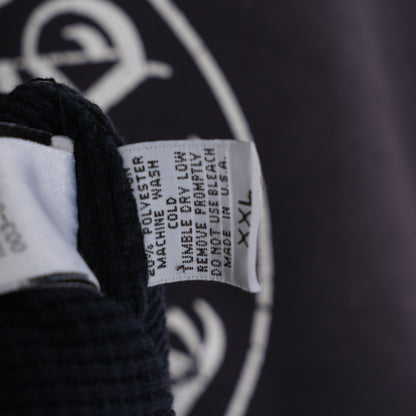 20% POLYESTER
MACHINE WASH
COLD
TUMBLE DRY LOW
REMOVE PROMPTLY
DO NOT USE BLEACH
MADE IN U.S.A.
XXL